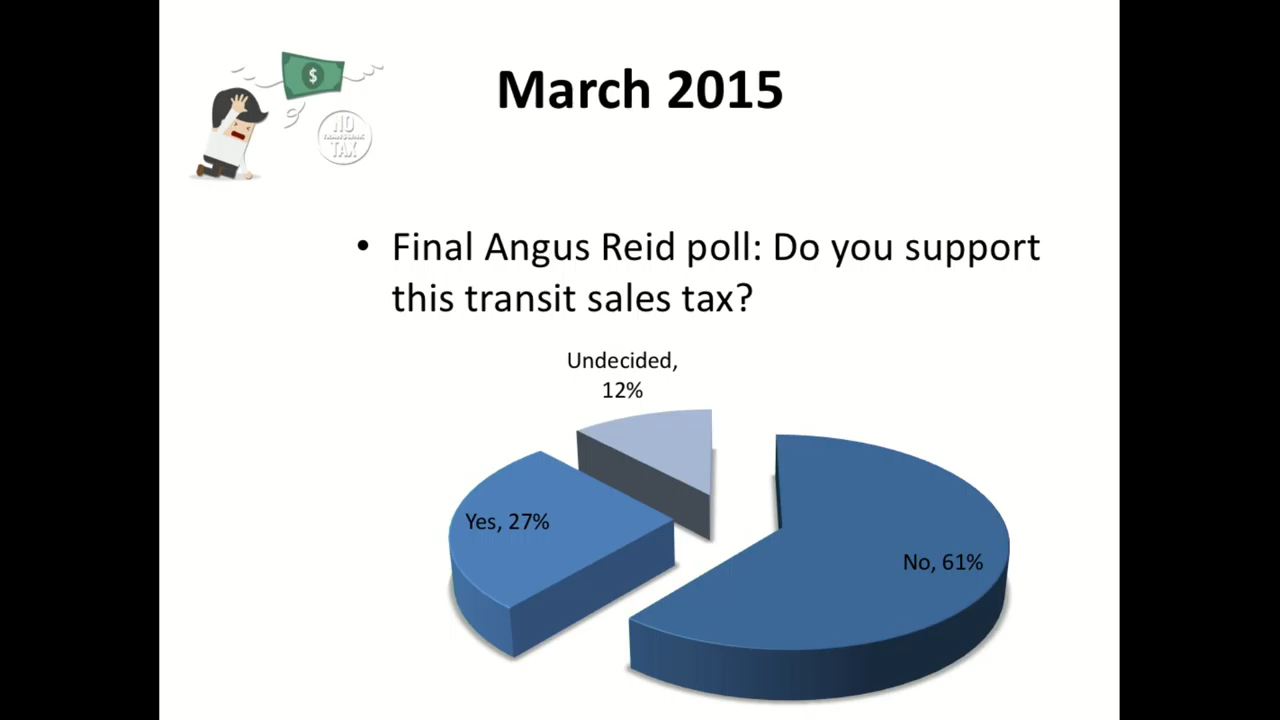 $
NO
TRANSLINK
TAX
March 2015
• Final Angus Reid poll: Do you support
this transit sales tax?
Undecided,
12%
Yes, 27%
No, 61%